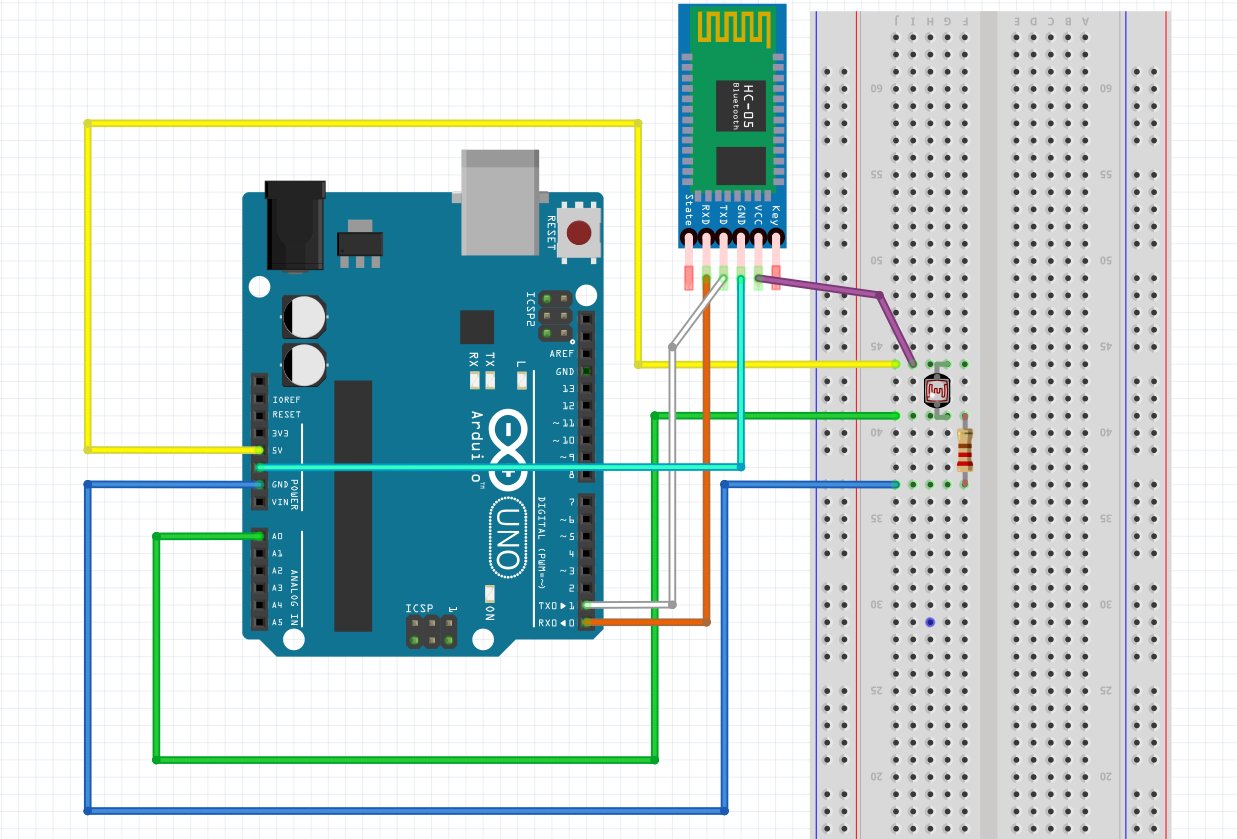 HC-05
Bluetooth
State
RXD
TXD
GND
VCC
Key
J I H G F
E D C B A
60
60
55
55
50
50
45
45
40
40
35
35
30
30
25
25
20
20
RESET
ICSP2
AREF
GND
13
12
~11
~10
~9
8
7
~6
~5
4
~3
2
TX0▶1
RX0◀0
DIGITAL (PWM=~)
IOREF
RESET
3V3
5V
GND
VIN
POWER
A0
A1
A2
A3
A4
A5
ANALOG IN
RX
TX
L
Arduino™
UNO
ON
ICSP
1